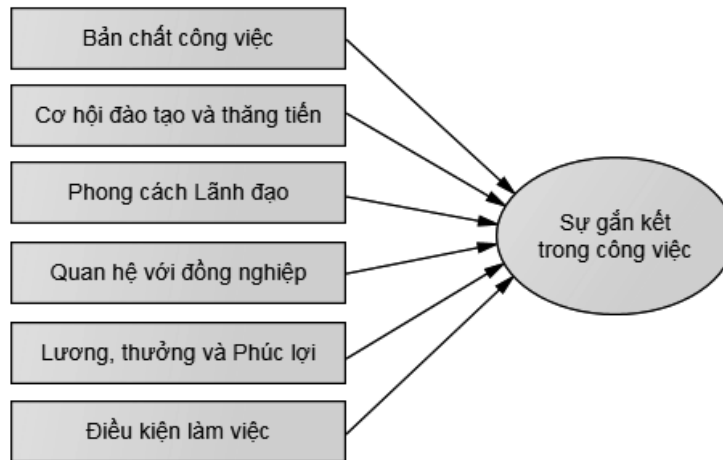 Bản chất công việc
Cơ hội đào tạo và thăng tiến
Phong cách Lãnh đạo
Quan hệ với đồng nghiệp
Lương, thưởng và Phúc lợi
Điều kiện làm việc
Sự gắn kết
trong công việc